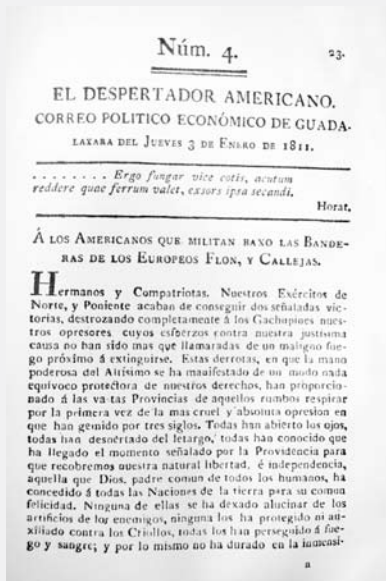 Núm. 4.
23.
EL DESPERTADOR AMERICANO.
CORREO POLITICO ECONÓMICO DE GUADA-
LAXARA DEL JUEVES 3 DE ENERO DE 1811.
. . . . . . . . Ergo fungar vice cotis, acutum
reddere quae ferrum valet, exsors ipsa secandi.
Horat.
Á LOS AMERICANOS QUE MILITAN BAXO LAS BANDE-
RAS DE LOS EUROPEOS FLON, Y CALLEJAS.
Hermanos y Compatriotas. Nuestros Exércitos de
Norte, y Poniente acaban de conseguir dos señaladas vic-
torias, destrozando completamente á los Gachupines nues-
tros opresores cuyos esfuerzos contra nuestra justísima
causa no han sido mas que llamaradas de un maligno fue-
go próximo á extinguirse. Estas derrotas, en que la mano
poderosa del Altísimo se ha manifestado de un modo nada
equívoco protectora de nuestros derechos, han proporcio-
nado á las vastas Provincias de aquellos rumbos respirar
por la primera vez de la mas cruel y absoluta opresion en
que han gemido por tres siglos. Todas han abierto los ojos,
todas han despertado del letargo, todas han conocido que
ha llegado el momento señalado por la Providencia para
que recobremos nuestra natural libertad, é independencia,
aquella que Dios, padre comun de todos los humanos, ha
concedido á todas las Naciones de la tierra para su comun
felicidad. Ninguna de ellas se ha dexado alucinar de los
artificios de los enemigos, ninguna los ha protegido ni au-
xîliado contra los Criollos, todas los han perseguido á fue-
go y sangre; y por lo mismo no ha durado en la inmensi-